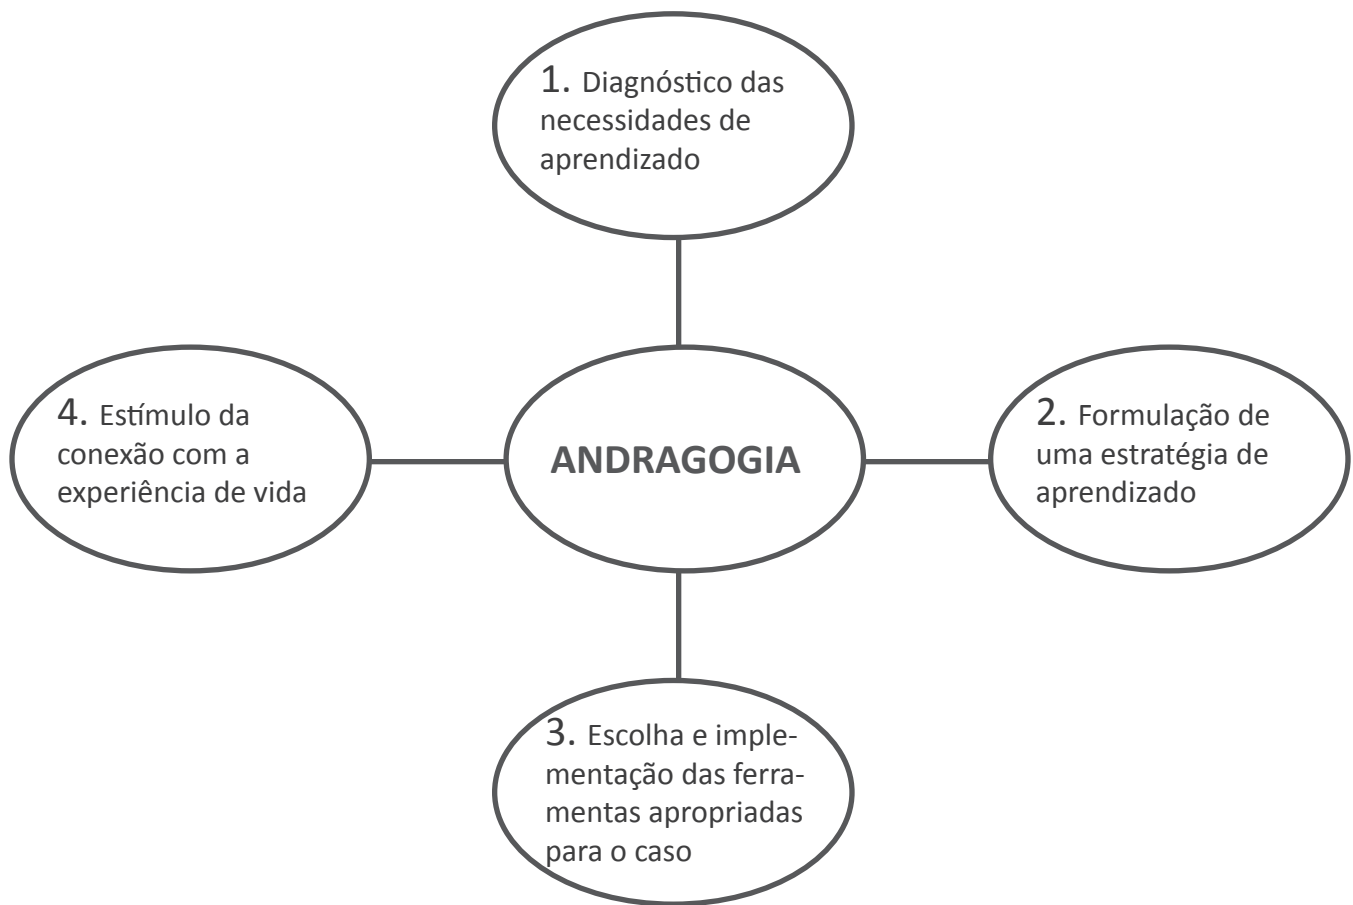 1. Diagnóstico das
necessidades de
aprendizado
4. Estímulo da
conexão com a
experiência de vida
ANDRAGOGIA
2. Formulação de
uma estratégia de
aprendizado
3. Escolha e imple-
mentação das ferra-
mentas apropriadas
para o caso